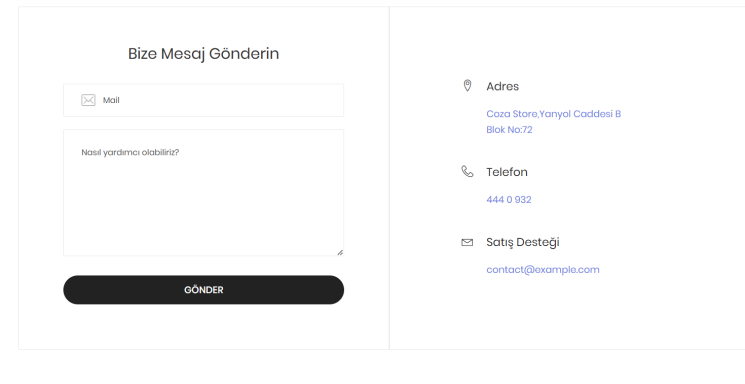 Bize Mesaj Gönderin
Mail
Nasıl yardımcı olabiliriz?
GÖNDER
Adres
Coza Store,Yanyol Caddesi B
Blok No:72
Telefon
444 0 932
Satış Desteği
contact@example.com